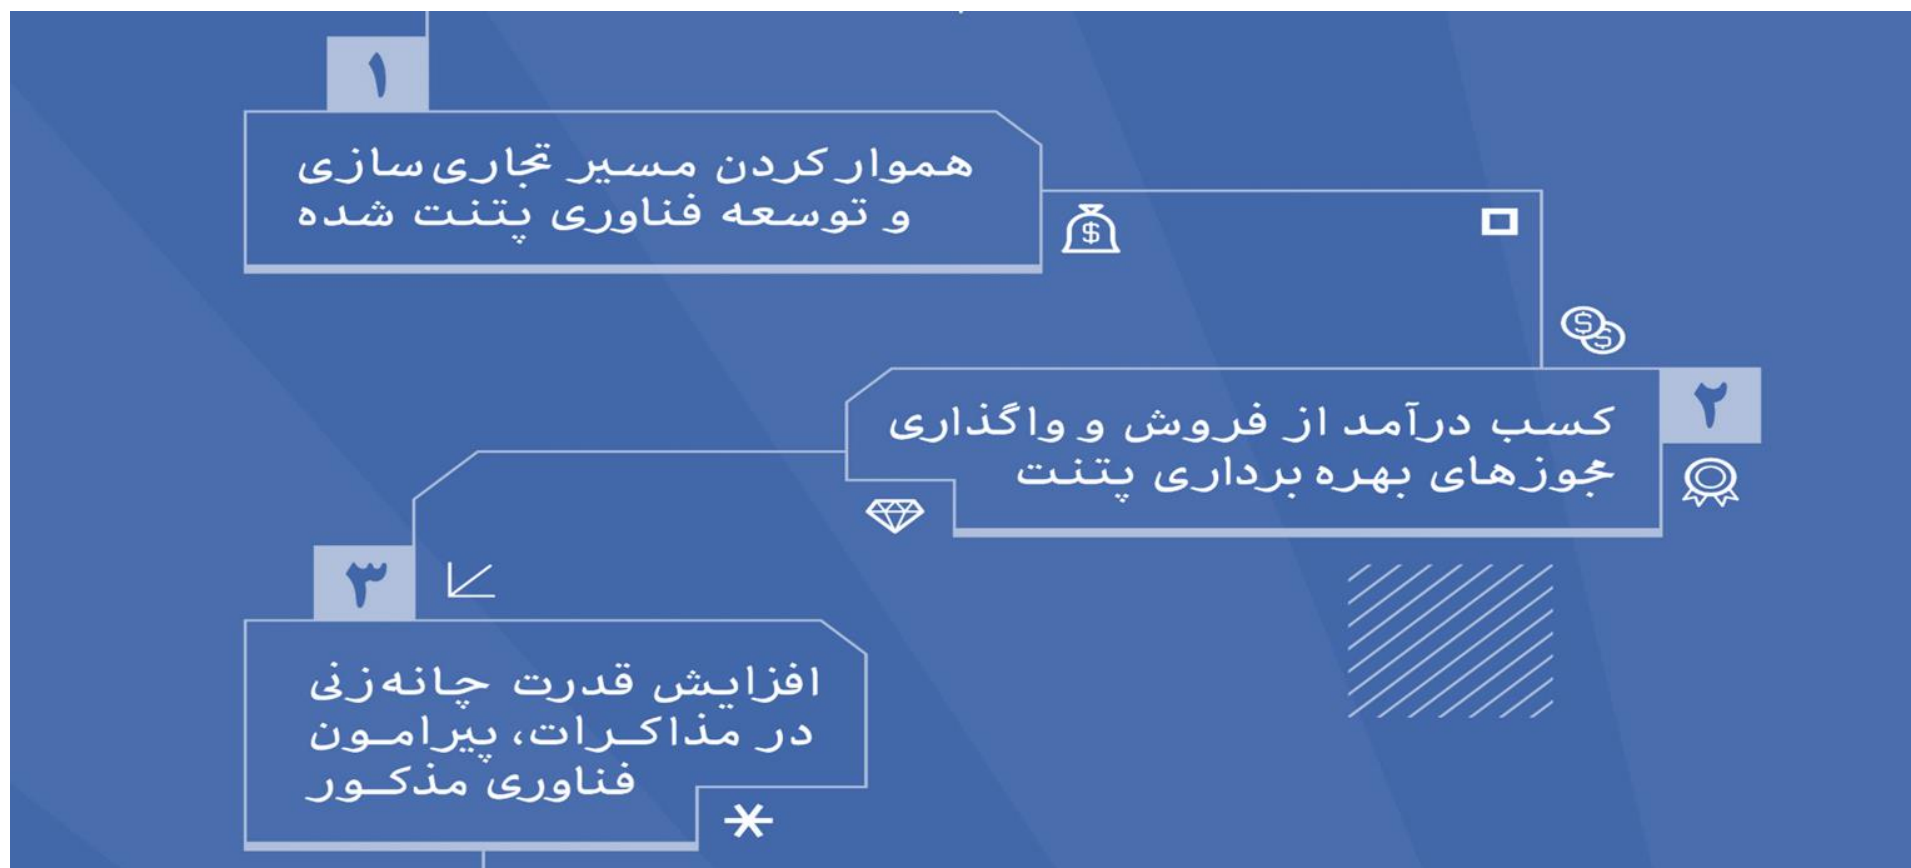 ۱
هموار کردن مسیر تجاری سازی
و توسعه فناوری پتنت شده
۲
کسب درآمد از فروش و واگذاری
مجوزهای بهره برداری پتنت
۳
افزایش قدرت چانه زنی
در مذاکرات، پیرامون
فناوری مذکور